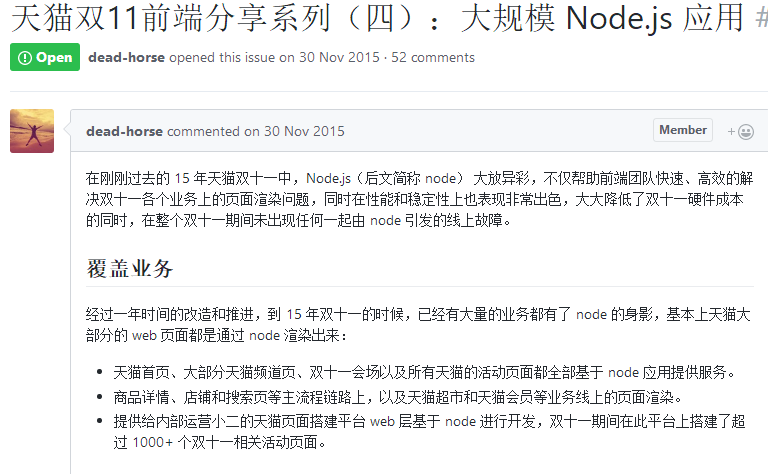 天猫双11前端分享系列（四）：大规模 Node.js 应用 #
Open dead-horse opened this issue on 30 Nov 2015 · 52 comments
dead-horse commented on 30 Nov 2015 Member +
在刚刚过去的 15 年天猫双十一中，Node.js（后文简称 node） 大放异彩，不仅帮助前端团队快速、高效的解
决双十一各个业务上的页面渲染问题，同时在性能和稳定性上也表现非常出色，大大降低了双十一硬件成本
的同时，在整个双十一期间未出现任何一起由 node 引发的线上故障。
覆盖业务
经过一年时间的改造和推进，到 15 年双十一的时候，已经有大量的业务都有了 node 的身影，基本上天猫大
部分的 web 页面都是通过 node 渲染出来：
• 天猫首页、大部分天猫频道页、双十一会场以及所有天猫的活动页面都全部基于 node 应用提供服务。
• 商品详情、店铺和搜索页等主流程链路上，以及天猫超市和天猫会员等业务线上的页面渲染。
• 提供给内部运营小二的天猫页面搭建平台 web 层基于 node 进行开发，双十一期间在此平台上搭建了超
过 1000+ 个双十一相关活动页面。